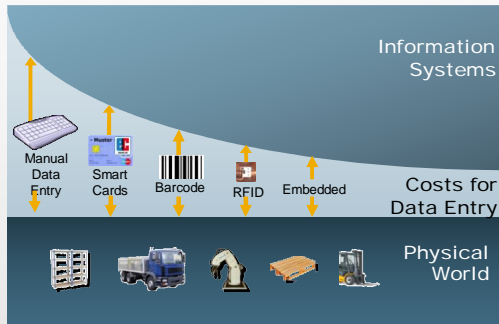 Information
Systems
Manual
Data
Entry
Smart
Cards
Barcode
RFID
Embedded
Costs for
Data Entry
Physical
World